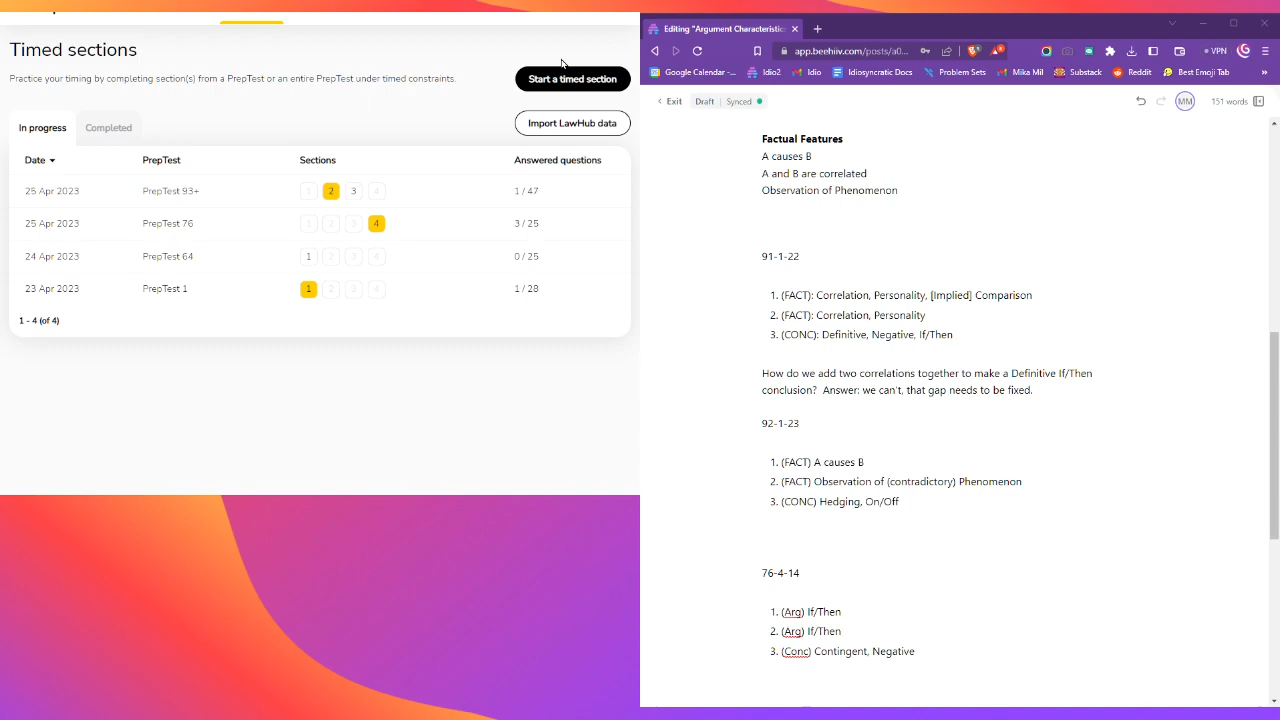 Timed sections
Practice your timing by completing section(s) from a PrepTest or an entire PrepTest under timed constraints.
Start a timed section
Import LawHub data
In progress
Completed
Date
PrepTest
Sections
Answered questions
25 Apr 2023
PrepTest 93+
1 2 3 4
1 / 47
25 Apr 2023
PrepTest 76
1 2 3 4
3 / 25
24 Apr 2023
PrepTest 64
1 2 3 4
0 / 25
23 Apr 2023
PrepTest 1
1 2 3 4
1 / 28
1 - 4 (of 4)
Editing "Argument Characteristic
app.beehiiv.com/posts/a0...
VPN
Google Calendar -...
Idio2
Idio
Idiosyncratic Docs
Problem Sets
Mika Mil
Substack
Reddit
Best Emoji Tab
»
Exit
Draft
Synced
MM
151 words
Factual Features
A causes B
A and B are correlated
Observation of Phenomenon
91-1-22
1. (FACT): Correlation, Personality, [Implied] Comparison
2. (FACT): Correlation, Personality
3. (CONC): Definitive, Negative, If/Then
How do we add two correlations together to make a Definitive If/Then
conclusion? Answer: we can't, that gap needs to be fixed.
92-1-23
1. (FACT) A causes B
2. (FACT) Observation of (contradictory) Phenomenon
3. (CONC) Hedging, On/Off
76-4-14
1. (Arg) If/Then
2. (Arg) If/Then
3. (Conc) Contingent, Negative